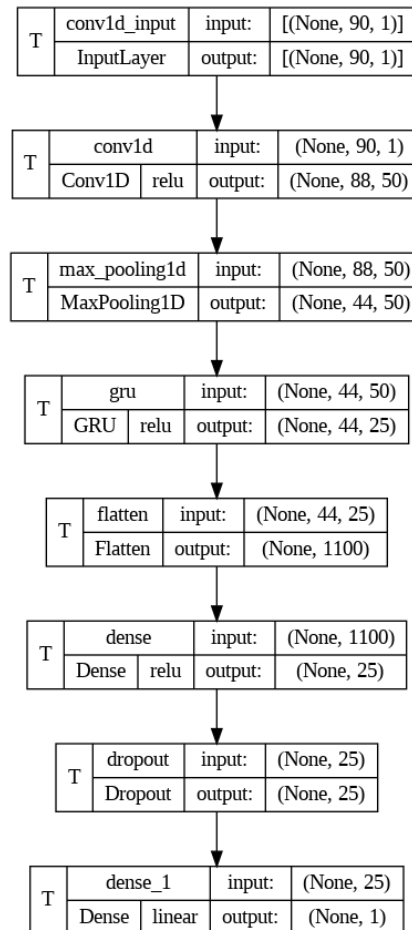 T conv1d_input input: [(None, 90, 1)]
InputLayer output: [(None, 90, 1)]
T conv1d input: (None, 90, 1)
Conv1D relu output: (None, 88, 50)
T max_pooling1d input: (None, 88, 50)
MaxPooling1D output: (None, 44, 50)
T gru input: (None, 44, 50)
GRU relu output: (None, 44, 25)
T flatten input: (None, 44, 25)
Flatten output: (None, 1100)
T dense input: (None, 1100)
Dense relu output: (None, 25)
T dropout input: (None, 25)
Dropout output: (None, 25)
T dense_1 input: (None, 25)
Dense linear output: (None, 1)